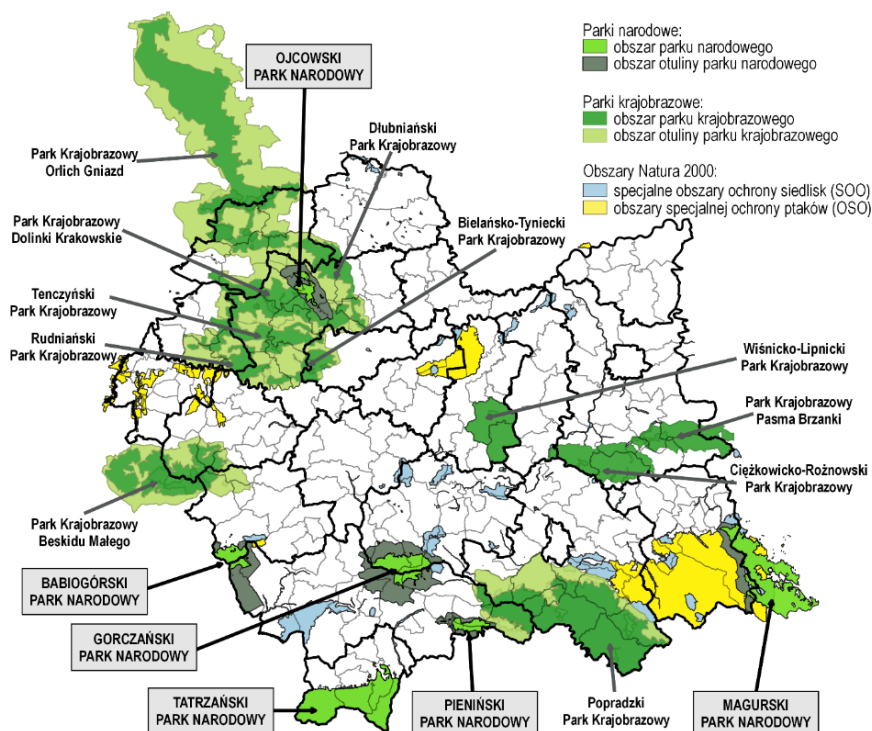 Parki narodowe:
obszar parku narodowego
obszar otuliny parku narodowego
Parki krajobrazowe:
obszar parku krajobrazowego
obszar otuliny parku krajobrazowego
Obszary Natura 2000:
specjalne obszary ochrony siedlisk (SOO)
obszary specjalnej ochrony ptaków (OSO)
OJCOWSKI
PARK NARODOWY
Dłubniański
Park Krajobrazowy
Park Krajobrazowy
Orlich Gniazd
Park Krajobrazowy
Dolinki Krakowskie
Bielańsko-Tyniecki
Park Krajobrazowy
Tenczyński
Park Krajobrazowy
Rudniański
Park Krajobrazowy
Wiśnicko-Lipnicki
Park Krajobrazowy
Park Krajobrazowy
Pasma Brzanki
Ciężkowicko-Rożnowski
Park Krajobrazowy
Park Krajobrazowy
Beskidu Małego
BABIOGÓRSKI
PARK NARODOWY
GORCZAŃSKI
PARK NARODOWY
TATRZAŃSKI
PARK NARODOWY
PIENIŃSKI
PARK NARODOWY
Popradzki
Park Krajobrazowy
MAGURSKI
PARK NARODOWY